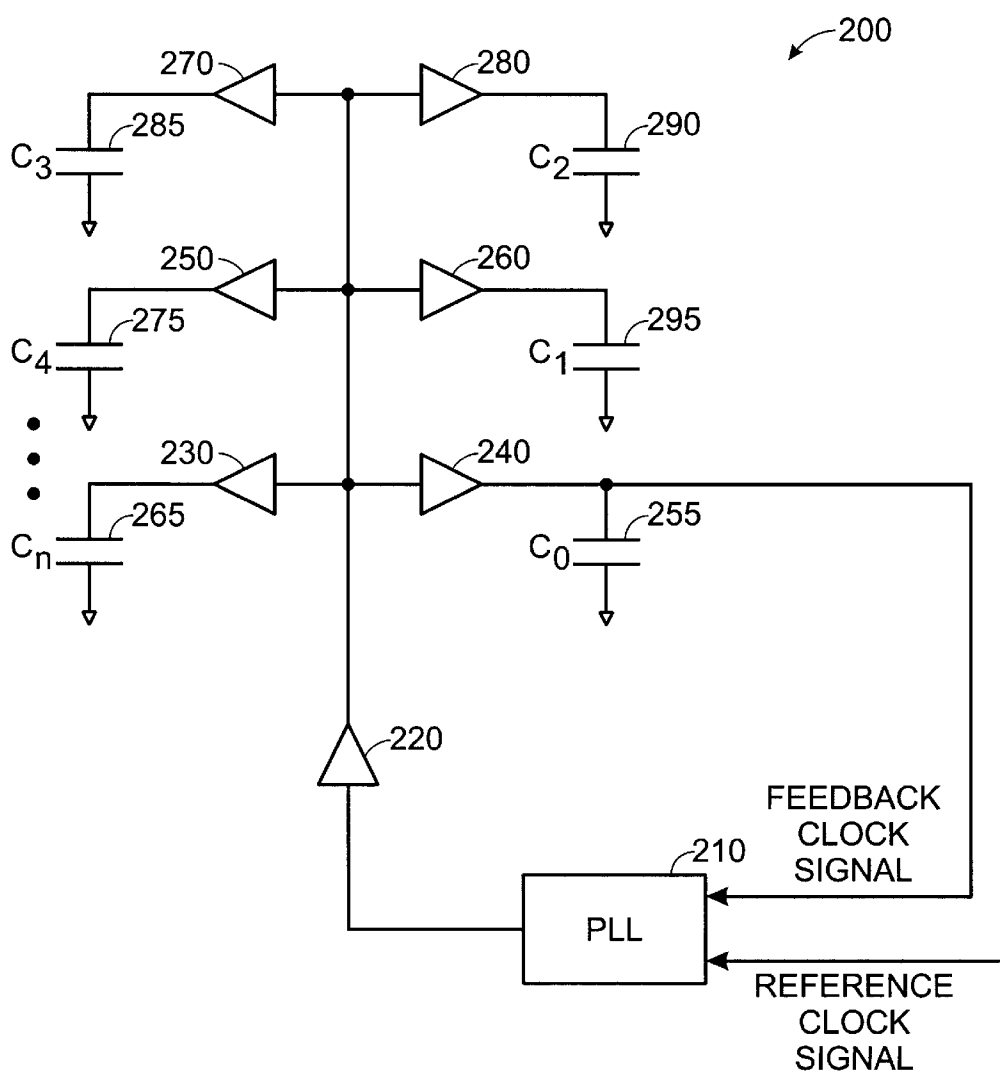 200
270
280
285
290
C3
C2
250
260
275
295
C4
C1
230
240
265
255
Cn
C0
220
FEEDBACK
CLOCK
SIGNAL
210
PLL
REFERENCE
CLOCK
SIGNAL